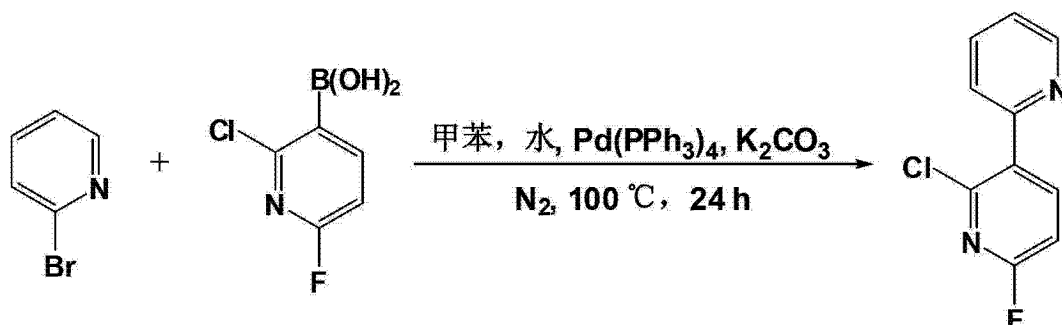 B(OH)₂
Cl
N
F
N
Br
+
甲苯，水, Pd(PPh₃)₄, K₂CO₃
N₂, 100 ℃，24 h
N
Cl
N
F